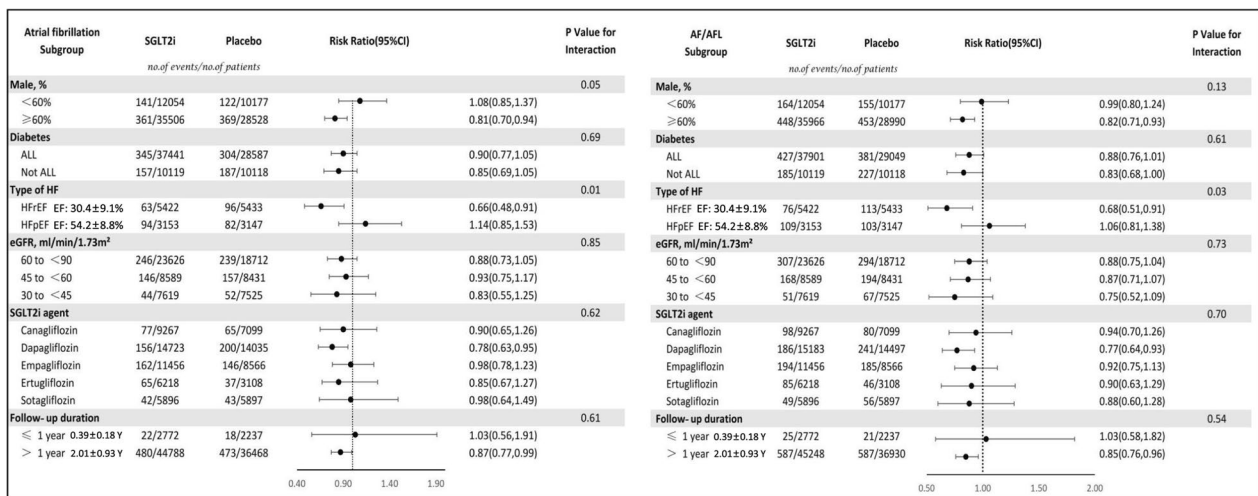 Atrial fibrillation Subgroup SGLT2i Placebo Risk Ratio(95%CI) P Value for Interaction
no.of events/no.of patients
Male, % 0.05
<60% 141/12054 122/10177 1.08(0.85,1.37)
≥60% 361/35506 369/28528 0.81(0.70,0.94)
Diabetes 0.69
ALL 345/37441 304/28587 0.90(0.77,1.05)
Not ALL 157/10119 187/10118 0.85(0.69,1.05)
Type of HF 0.01
HFrEF EF: 30.4±9.1% 63/5422 96/5433 0.66(0.48,0.91)
HFpEF EF: 54.2±8.8% 94/3153 82/3147 1.14(0.85,1.53)
eGFR, ml/min/1.73m² 0.85
60 to <90 246/23626 239/18712 0.88(0.73,1.05)
45 to <60 146/8589 157/8431 0.93(0.75,1.17)
30 to <45 44/7619 52/7525 0.83(0.55,1.25)
SGLT2i agent 0.62
Canagliflozin 77/9267 65/7099 0.90(0.65,1.26)
Dapagliflozin 156/14723 200/14035 0.78(0.63,0.95)
Empagliflozin 162/11456 146/8566 0.98(0.78,1.23)
Ertugliflozin 65/6218 37/3108 0.85(0.67,1.27)
Sotagliflozin 42/5896 43/5897 0.98(0.64,1.49)
Follow- up duration 0.61
≤ 1 year 0.39±0.18 Y 22/2772 18/2237 1.03(0.56,1.91)
> 1 year 2.01±0.93 Y 480/44788 473/36468 0.87(0.77,0.99)
0.40 0.90 1.40 1.90
AF/AFL Subgroup SGLT2i Placebo Risk Ratio(95%CI) P Value for Interaction
no.of events/no.of patients
Male, % 0.13
<60% 164/12054 155/10177 0.99(0.80,1.24)
≥60% 448/35966 453/28990 0.82(0.71,0.93)
Diabetes 0.61
ALL 427/37901 381/29049 0.88(0.76,1.01)
Not ALL 185/10119 227/10118 0.83(0.68,1.00)
Type of HF 0.03
HFrEF EF: 30.4±9.1% 76/5422 113/5433 0.68(0.51,0.91)
HFpEF EF: 54.2±8.8% 109/3153 103/3147 1.06(0.81,1.38)
eGFR, ml/min/1.73m² 0.73
60 to <90 307/23626 294/18712 0.88(0.75,1.04)
45 to <60 168/8589 194/8431 0.87(0.71,1.07)
30 to <45 51/7619 67/7525 0.75(0.52,1.09)
SGLT2i agent 0.70
Canagliflozin 98/9267 80/7099 0.94(0.70,1.26)
Dapagliflozin 186/15183 241/14497 0.77(0.64,0.93)
Empagliflozin 194/11456 185/8566 0.92(0.75,1.13)
Ertugliflozin 85/6218 46/3108 0.90(0.63,1.29)
Sotagliflozin 49/5896 56/5897 0.88(0.60,1.28)
Follow- up duration 0.54
≤ 1 year 0.39±0.18 Y 25/2772 21/2237 1.03(0.58,1.82)
> 1 year 2.01±0.93 Y 587/45248 587/36930 0.85(0.76,0.96)
0.50 1.00 1.50 2.00